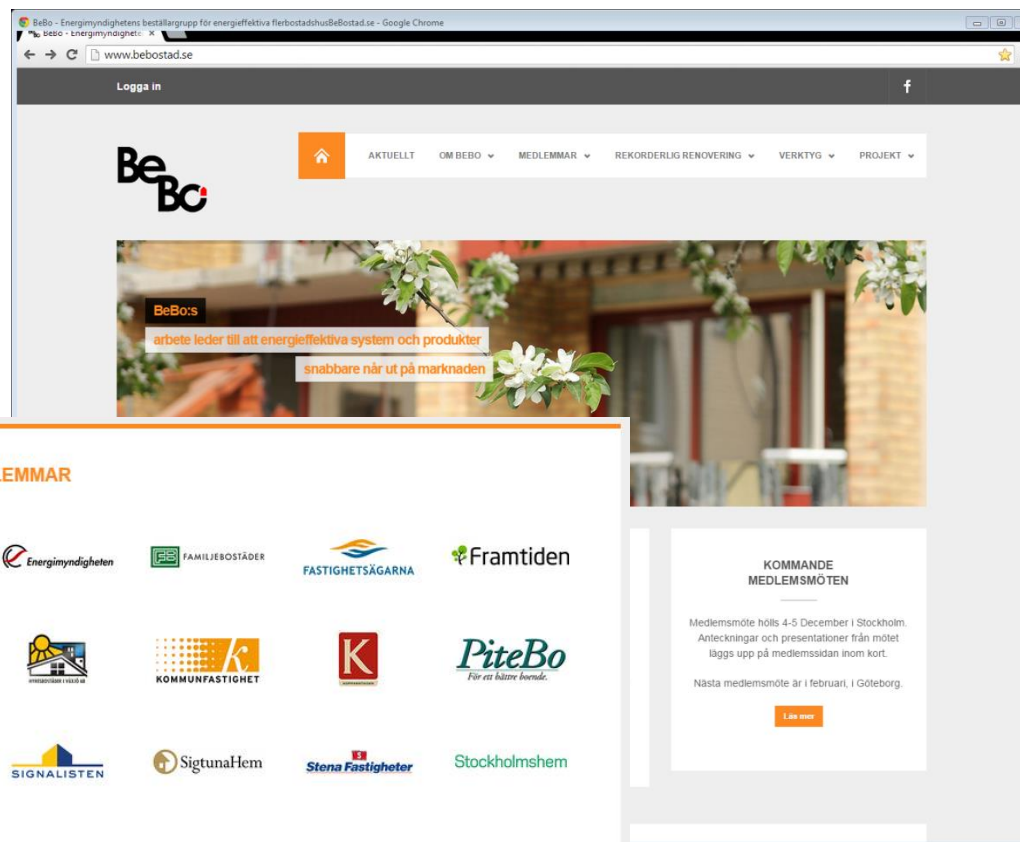 BeBo - Energimyndighetens beställargrupp för energieffektiva flerbostadshusBeBostad.se - Google Chrome
BeBo - Energimyndighete
www.bebostad.se
Logga in
f
BeBo
AKTUELLT OM BEBO MEDLEMMAR REKORDERLIG RENOVERING VERKTYG PROJEKT
BeBo:s
arbete leder till att energieffektiva system och produkter
snabbare når ut på marknaden
LEMMAR
Energimyndigheten
FB FAMILJEBOSTÄDER
FASTIGHETSÄGARNA
Framtiden
HYRESBOSTÄDER I VÄXJÖ AB
k KOMMUNFASTIGHET
K
PiteBo
För ett bättre boende.
SIGNALISTEN
SigtunaHem
S
Stena Fastigheter
Stockholmshem
KOMMANDE
MEDLEMSMÖTEN
Medlemsmöte hölls 4-5 December i Stockholm.
Anteckningar och presentationer från mötet
läggs upp på medlemssidan inom kort.
Nästa medlemsmöte är i februari, i Göteborg.
Läs mer